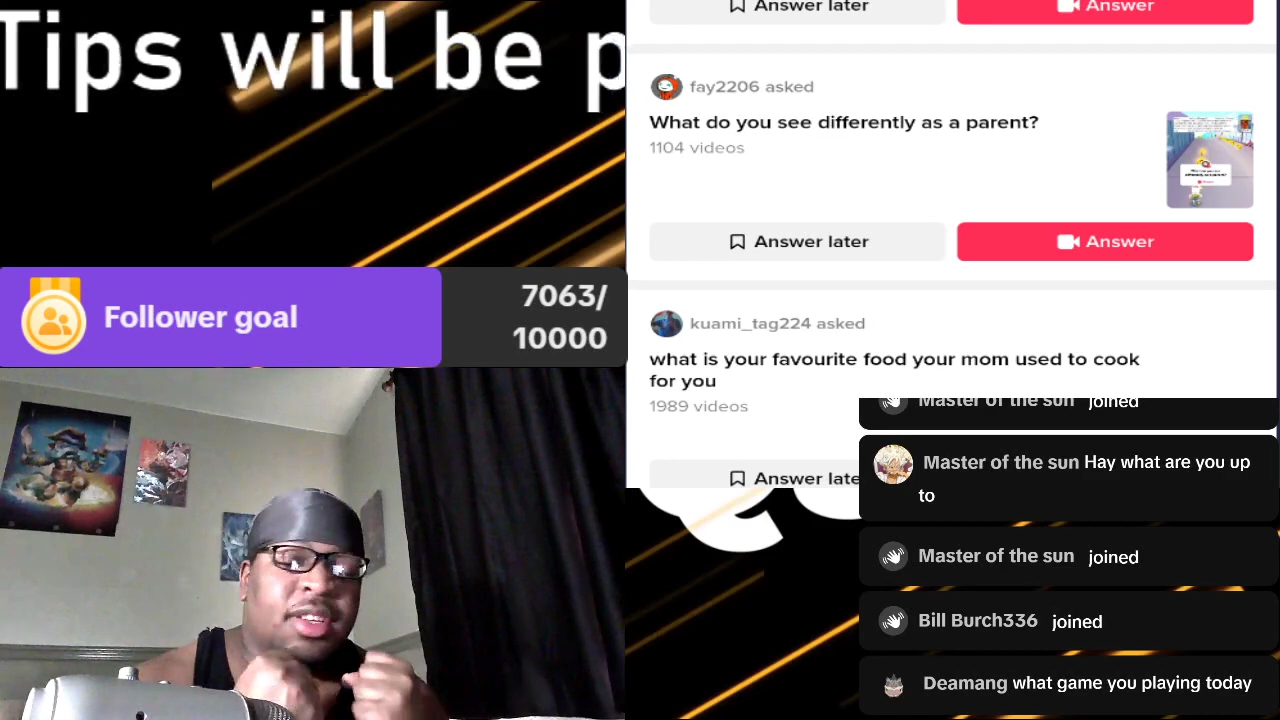 Tips will be p
Answer later
Answer
fay2206 asked
What do you see differently as a parent?
1104 videos
Answer later
Answer
Follower goal
7063/
10000
kuami_tag224 asked
what is your favourite food your mom used to cook
for you
1989 videos
Answer late
Master of the sun joined
Master of the sun Hay what are you up
to
Master of the sun joined
Bill Burch336 joined
Deamang what game you playing today